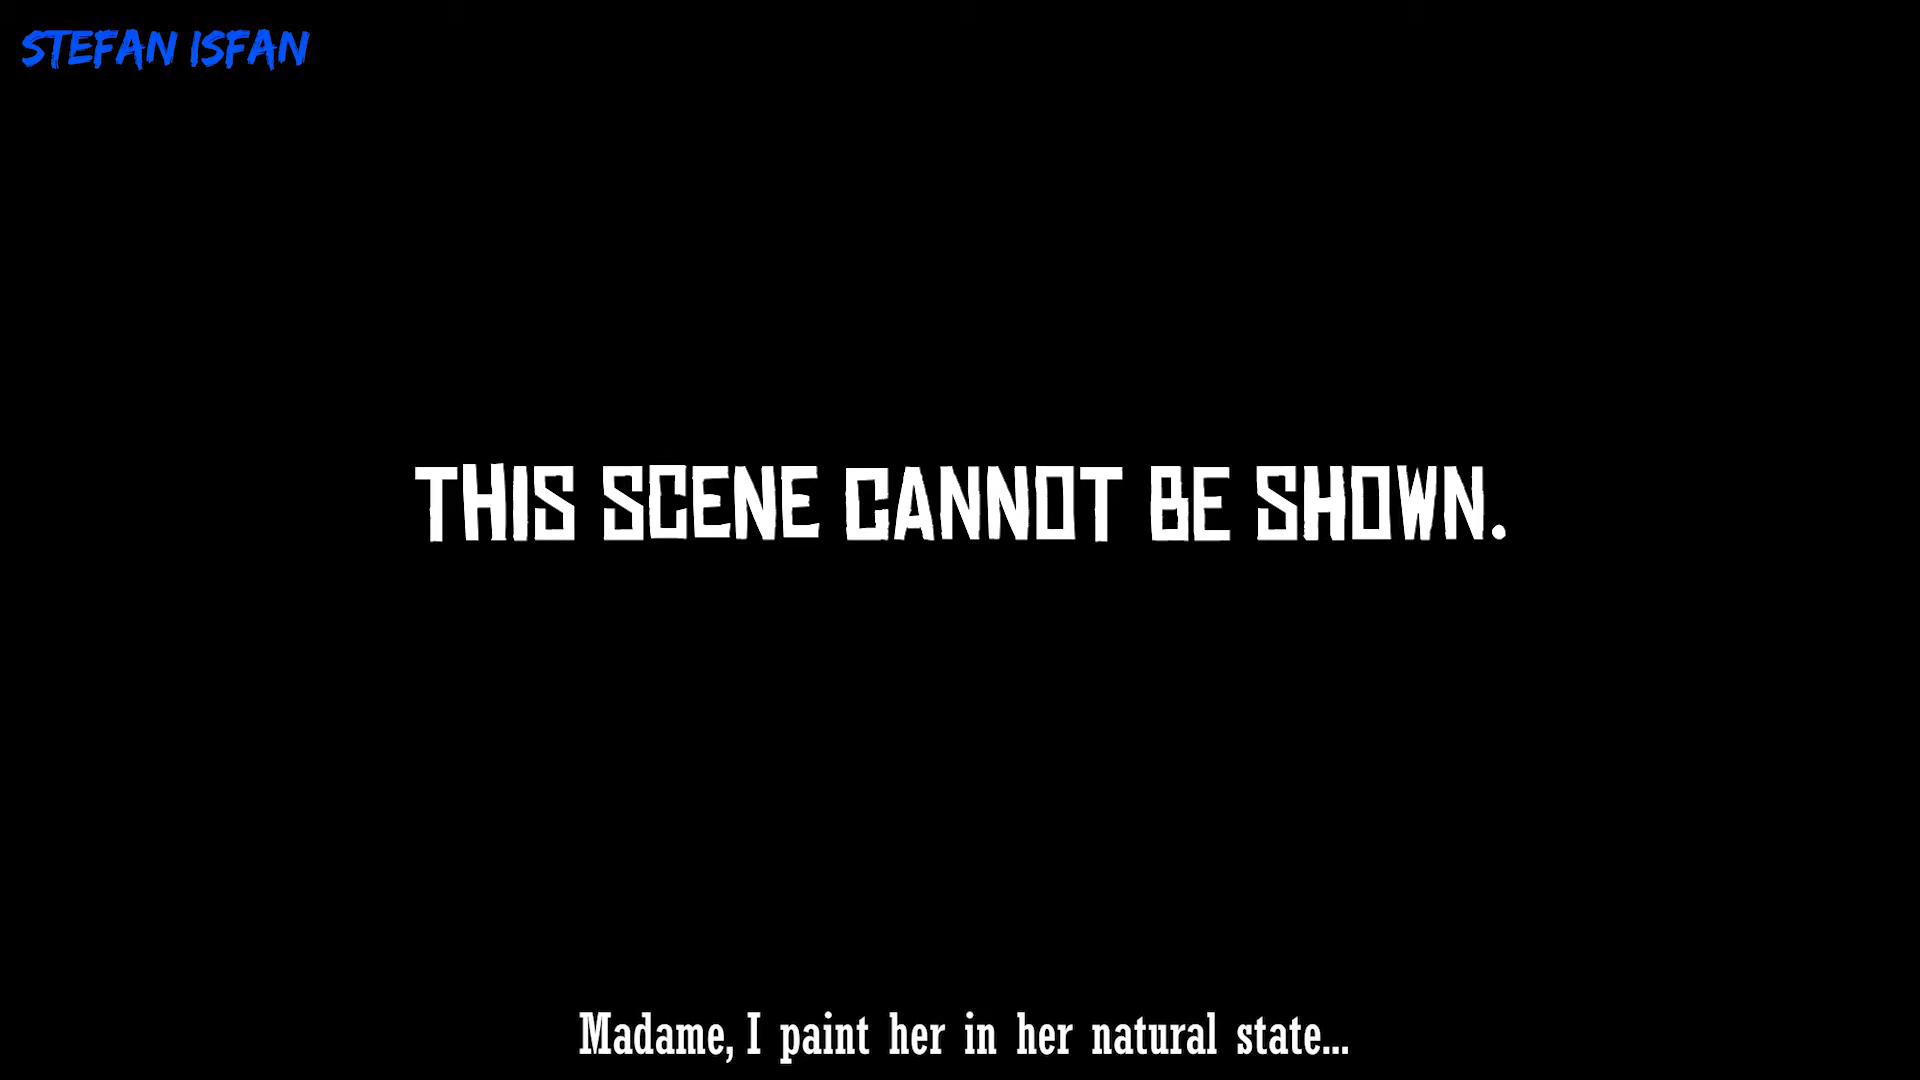 STEFAN ISFAN
THIS SCENE CANNOT BE SHOWN.
Madame, I paint her in her natural state...